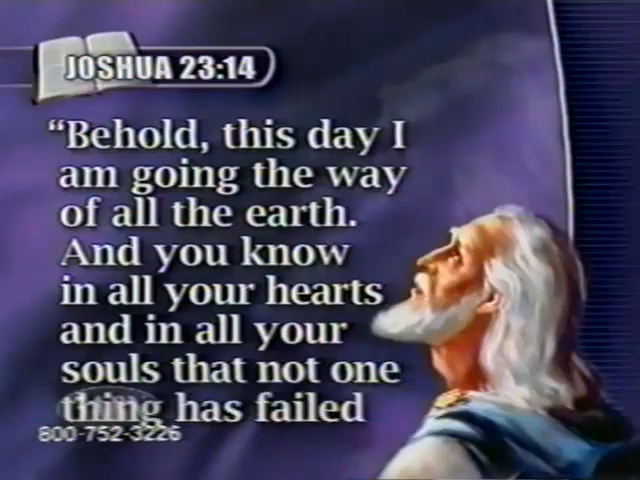 JOSHUA 23:14
“Behold, this day I
am going the way
of all the earth.
And you know
in all your hearts
and in all your
souls that not one
thing has failed
800-752-3226